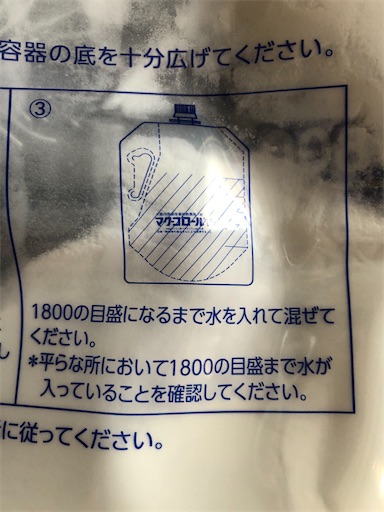 容器の底を十分広げてください。
③
マグコロール
1800の目盛になるまで水を入れて混ぜて
ください。
*平らな所において1800の目盛まで水が
入っていることを確認してください。
に従ってください。